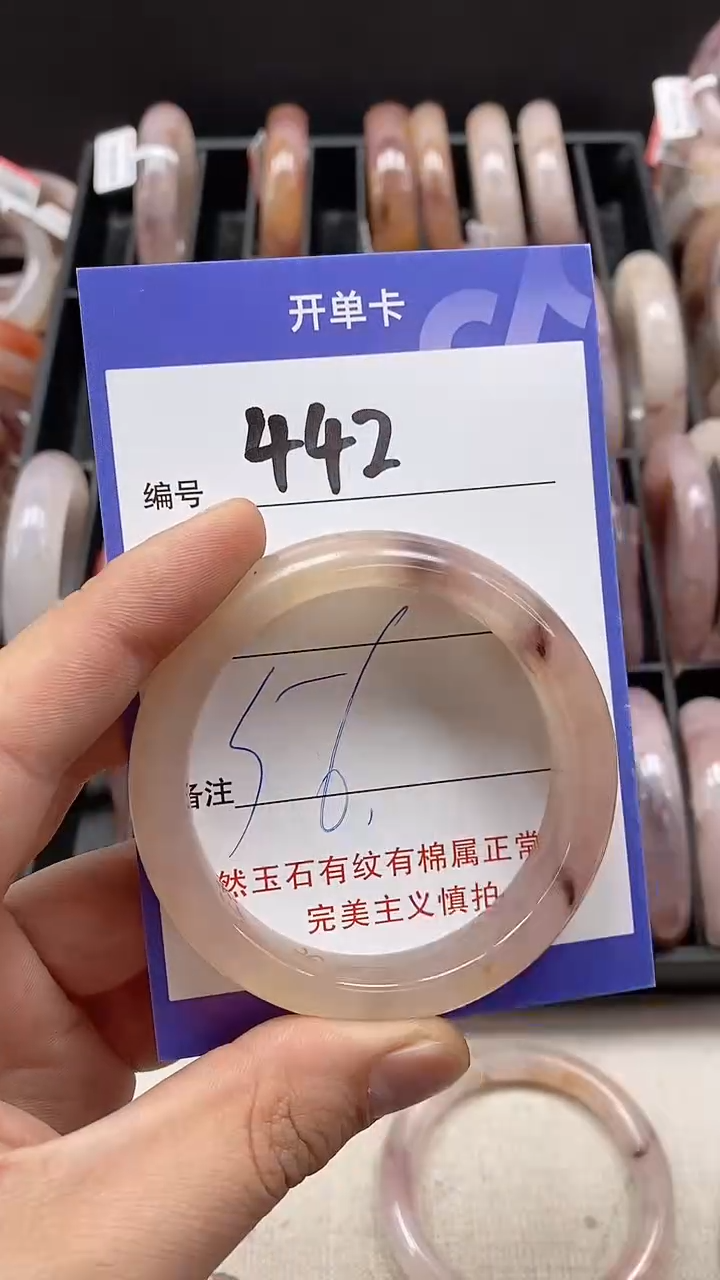 开单卡
442
编号
56.
备注
然玉石有纹有棉属正常
完美主义慎拍